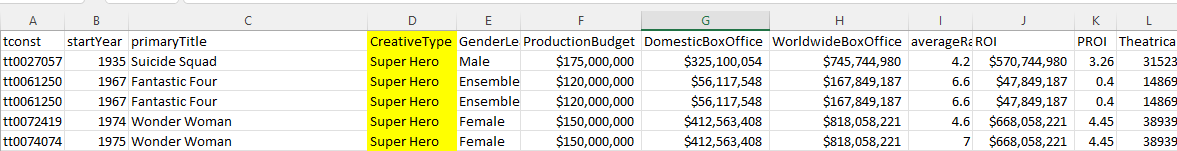 A B C D E F G H I J K L
tconst startYear primaryTitle CreativeType GenderLe ProductionBudget DomesticBoxOffice WorldwideBoxOffice averageRa ROI PROI Theatrica
tt0027057 1935 Suicide Squad Super Hero Male $175,000,000 $325,100,054 $745,744,980 4.2 $570,744,980 3.26 31523
tt0061250 1967 Fantastic Four Super Hero Ensemble $120,000,000 $56,117,548 $167,849,187 6.6 $47,849,187 0.4 14869
tt0061250 1967 Fantastic Four Super Hero Ensemble $120,000,000 $56,117,548 $167,849,187 6.6 $47,849,187 0.4 14869
tt0072419 1974 Wonder Woman Super Hero Female $150,000,000 $412,563,408 $818,058,221 4.6 $668,058,221 4.45 38939
tt0074074 1975 Wonder Woman Super Hero Female $150,000,000 $412,563,408 $818,058,221 7 $668,058,221 4.45 38939